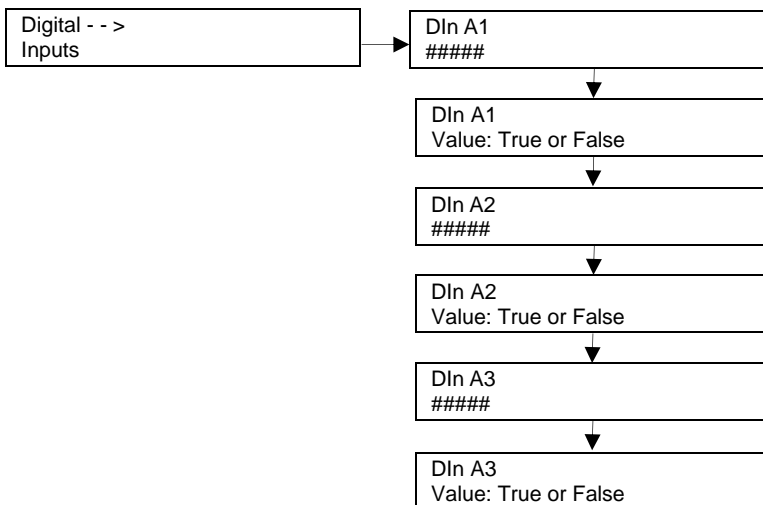 Digital - - >
Inputs
DIn A1
#####
DIn A1
Value: True or False
DIn A2
#####
DIn A2
Value: True or False
DIn A3
#####
DIn A3
Value: True or False